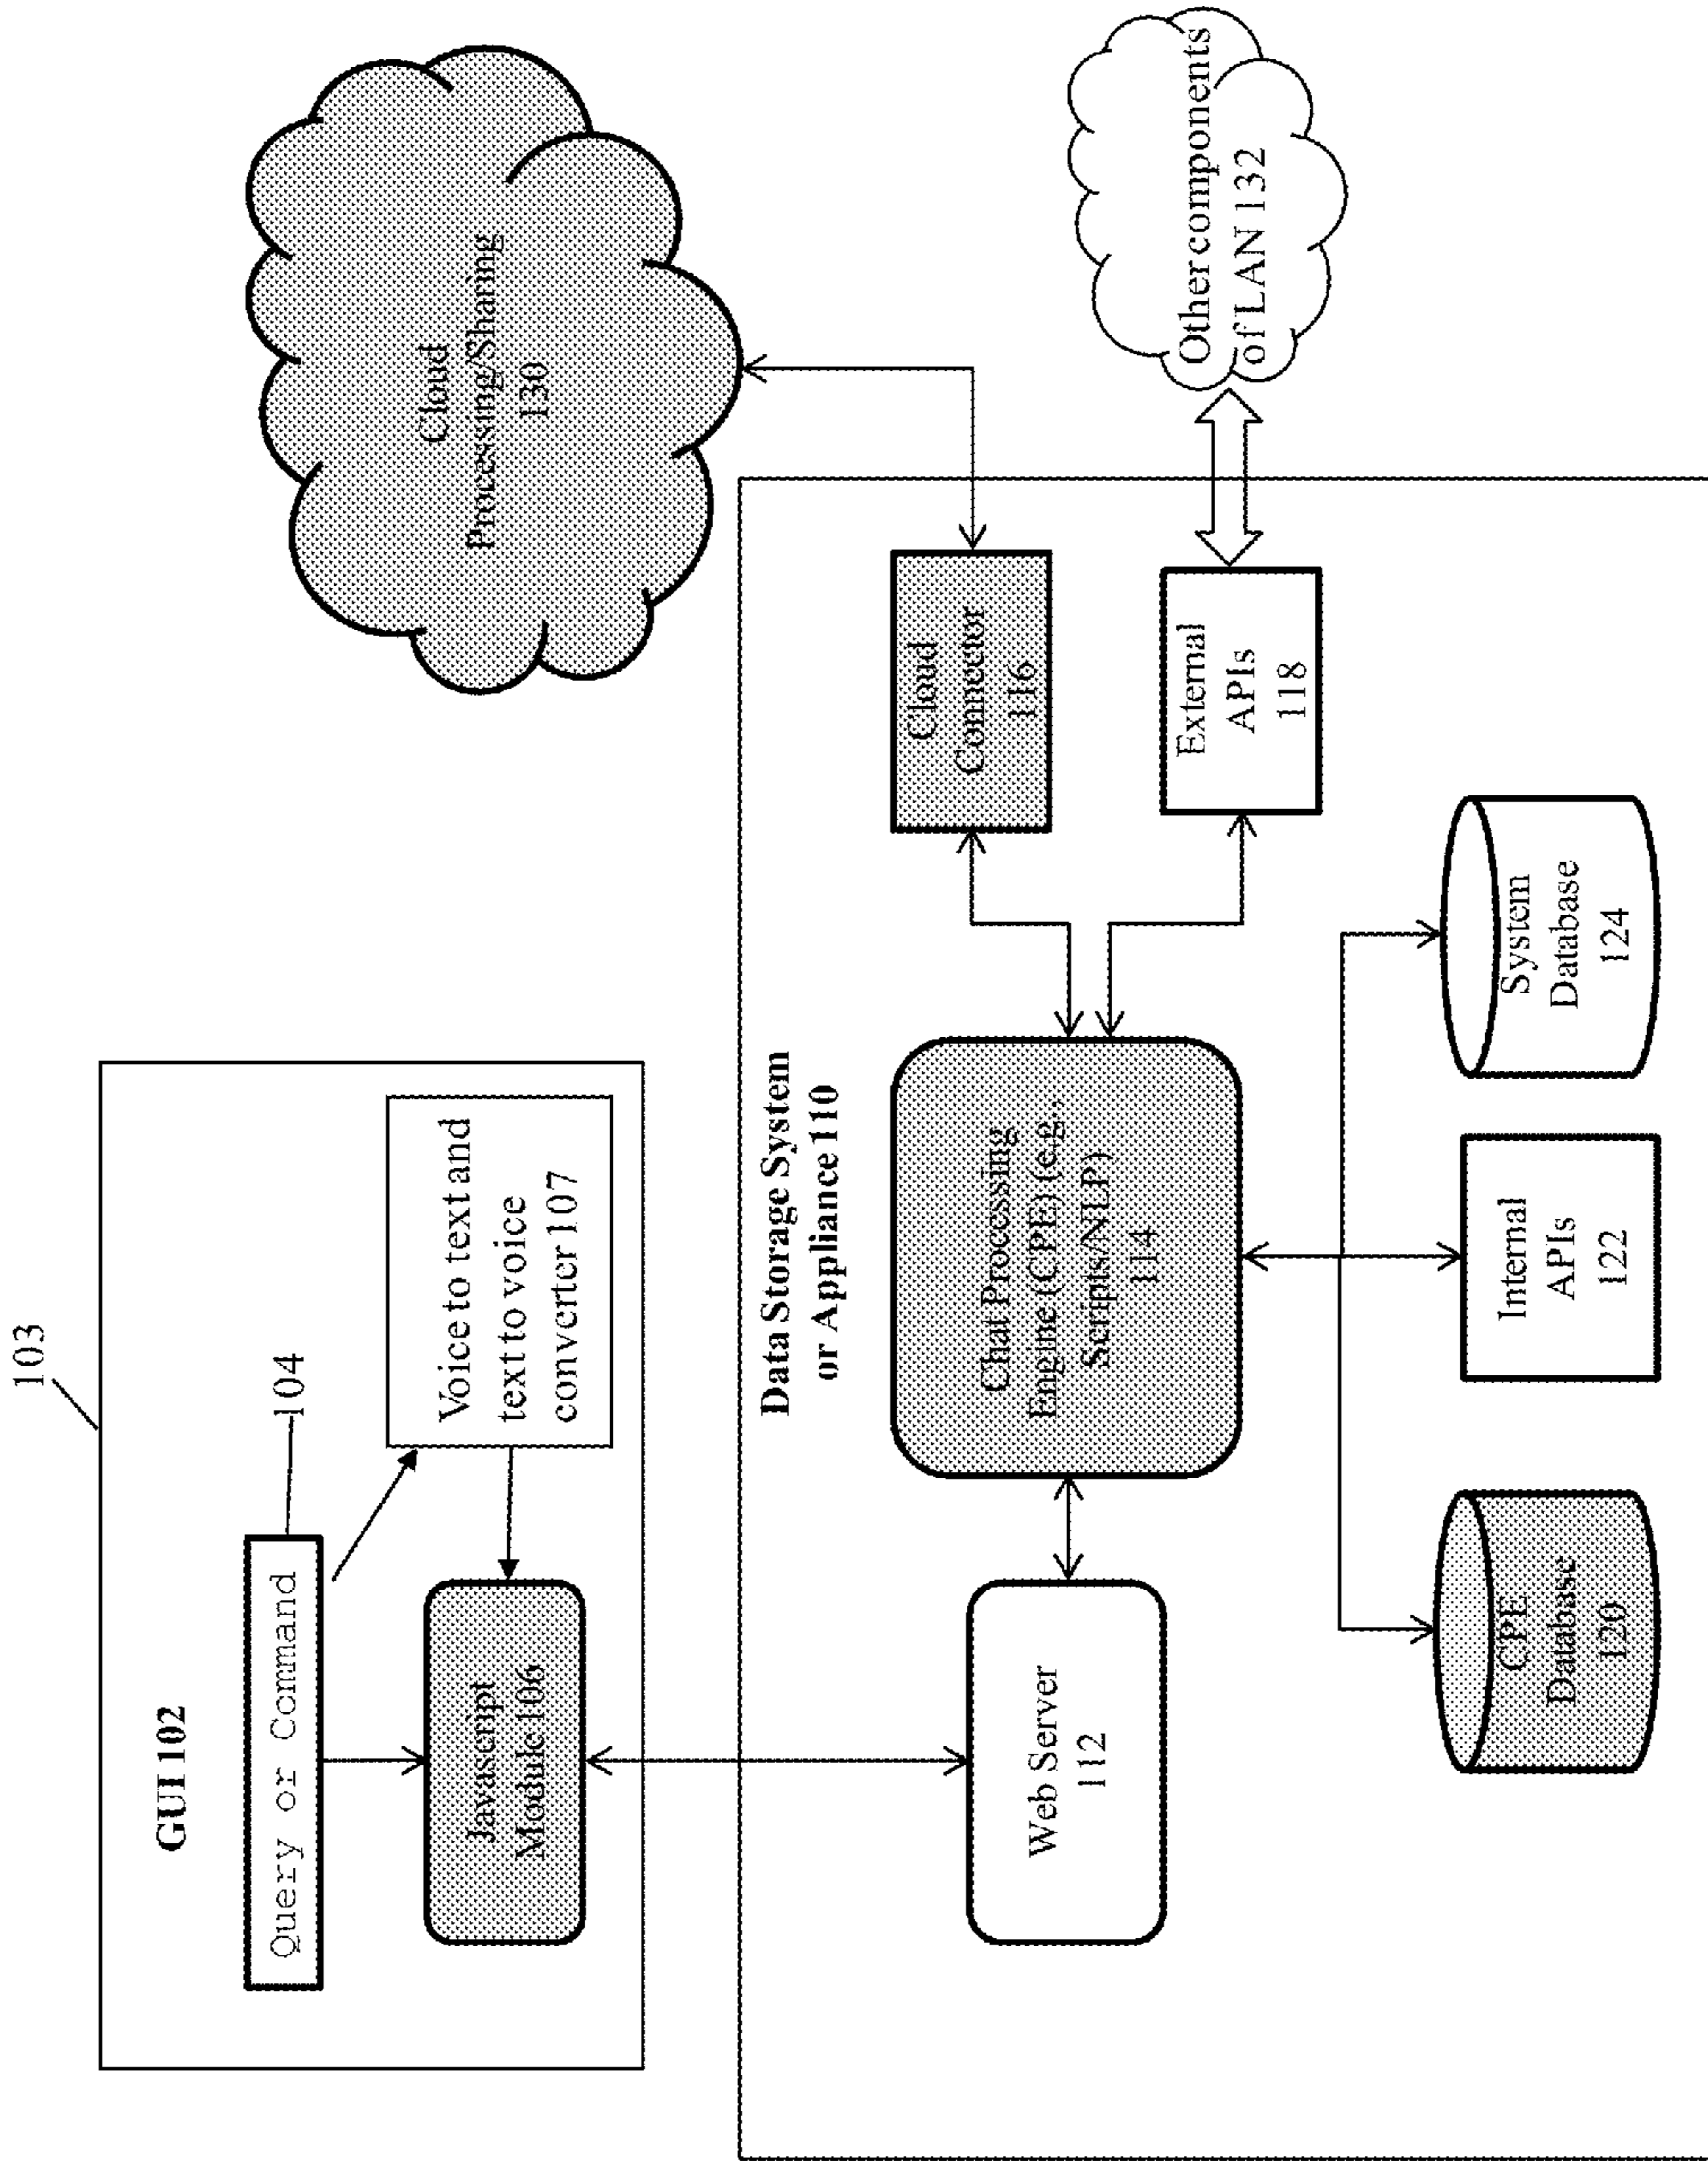 103
GUI 102
Query or Command
104
Voice to text and
text to voice
converter 107
Javascript
Module 106
Cloud
Processing/Sharing
130
Data Storage System
or Appliance 110
Web Server
112
Chat Processing
Engine (CPE) (e.g.,
Scripts/NLP)
114
Cloud
Connector
116
External
APIs
118
Other components
of LAN 132
CPE
Database
120
Internal
APIs
122
System
Database
124